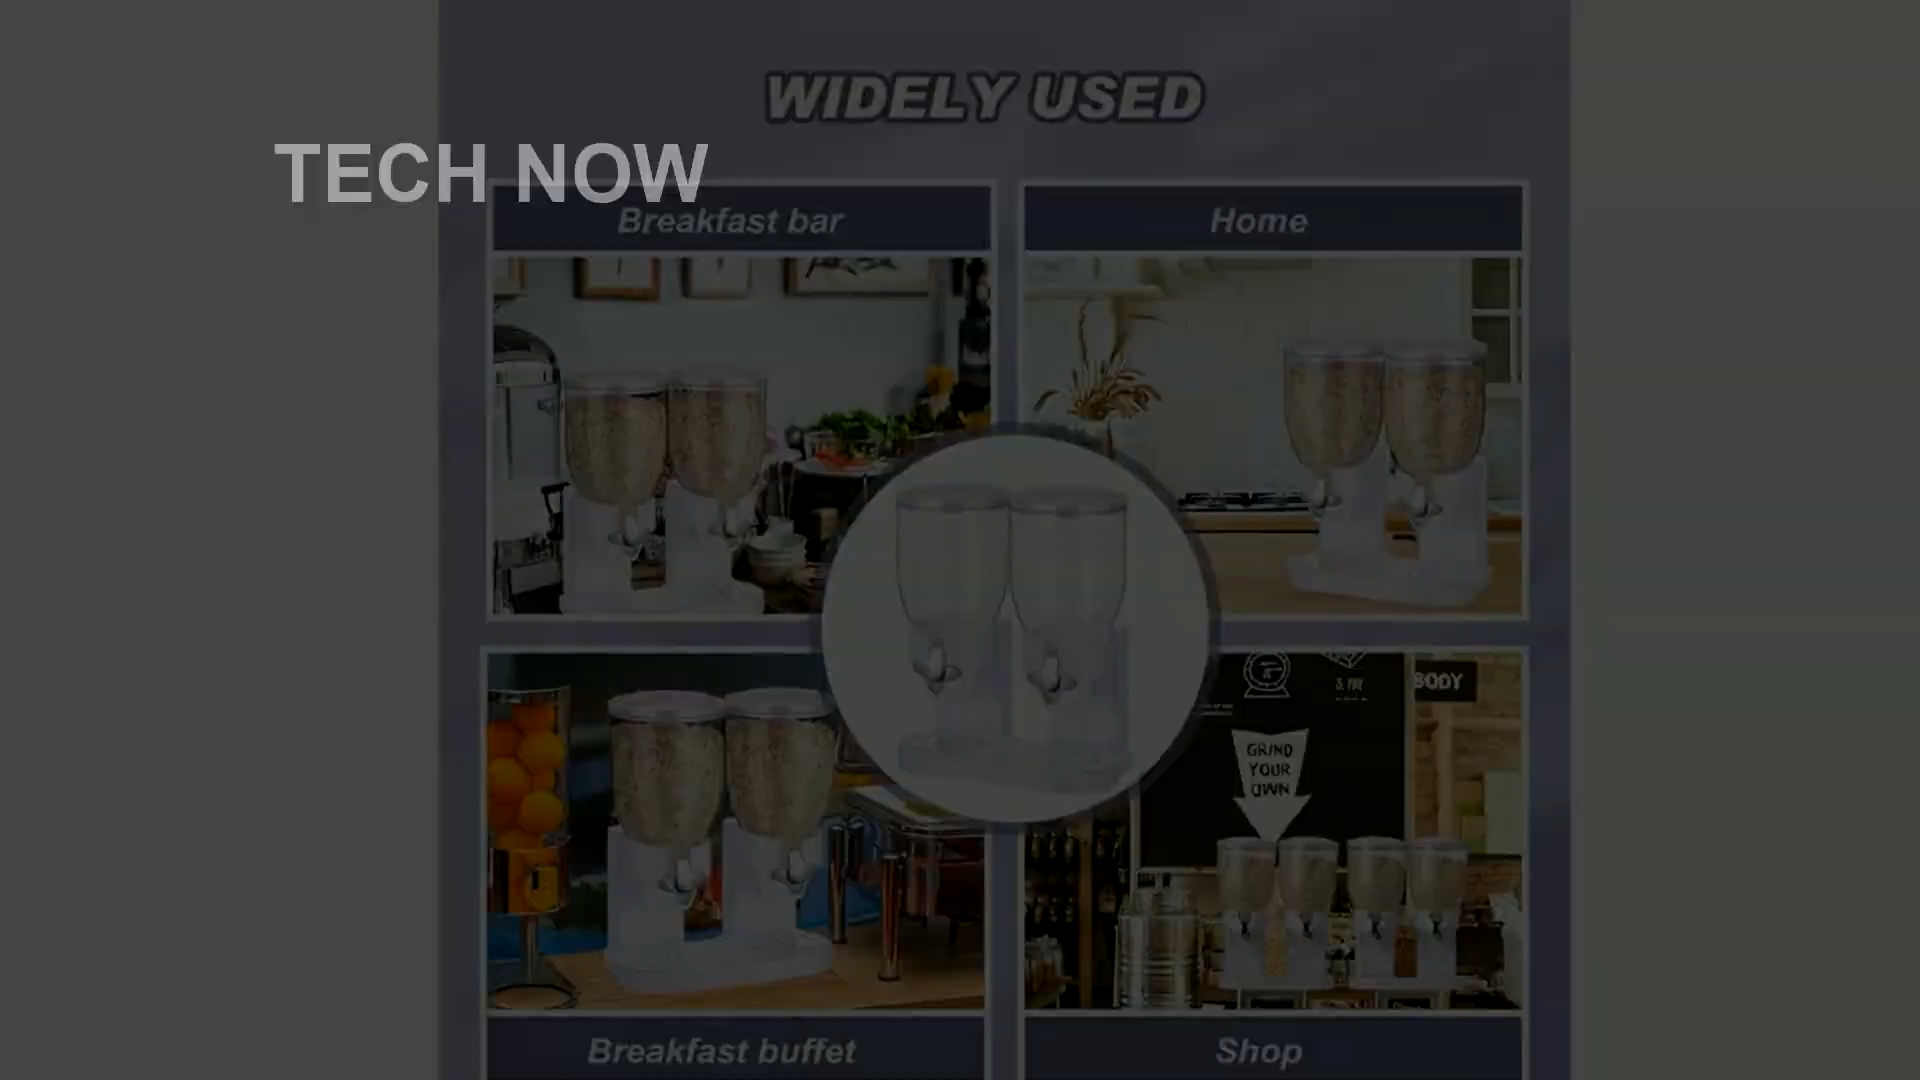 WIDELY USED
TECH NOW
Breakfast bar
Home
BODY
GRIND
YOUR
OWN
Breakfast buffet
Shop